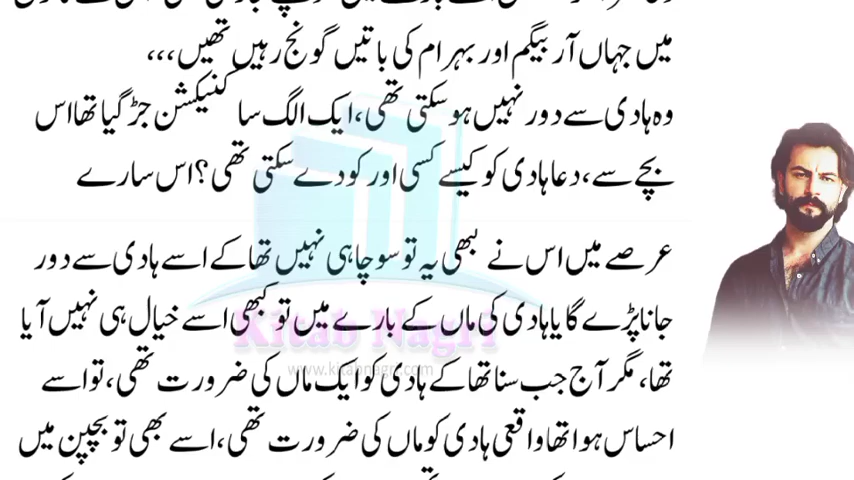 میں جہاں آر بیگم اور بہرام کی باتیں گونج رہیں تھیں،،،
وہ ہادی سے دور نہیں ہو سکتی تھی، ایک الگ سا کنیکشن جڑ گیا تھا اس
بچے سے، دعا ہادی کو کیسے کسی اور کو دے سکتی تھی؟ اس سارے
عرصے میں اس نے کبھی یہ تو سوچا ہی نہیں تھا کے اسے ہادی سے دور
جانا پڑے گا یا ہادی کی ماں کے بارے میں تو کبھی اسے خیال ہی نہیں آیا
Kitab Nagri
تھا، مگر آج جب سنا تھا کے ہادی کو ایک ماں کی ضرورت تھی، تو اسے
www.kitabnagri.com
احساس ہوا تھا واقعی ہادی کو ماں کی ضرورت تھی، اسے بھی تو بچپن میں